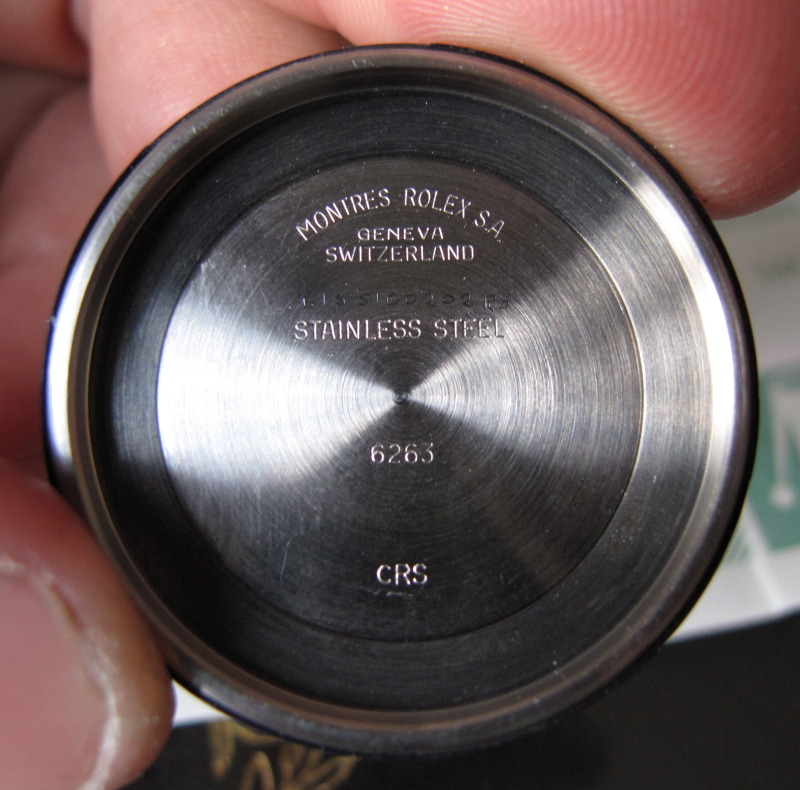 MONTRES ROLEX S.A.
GENEVA
SWITZERLAND
STAINLESS STEEL
6263
CRS